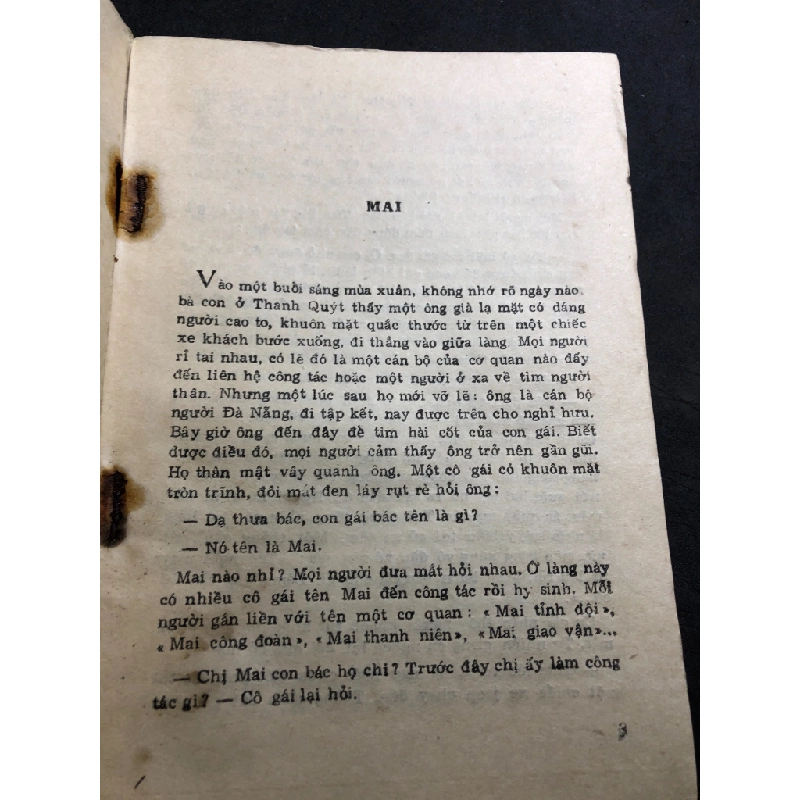 MAI
Vào một buổi sáng mùa xuân, không nhớ rõ ngày nào,
bà con ở Thanh Quýt thấy một ông già lạ mặt có dáng
người cao to, khuôn mặt quắc thước từ trên một chiếc
xe khách bước xuống, đi thẳng vào giữa làng. Mọi người
rỉ tai nhau, có lẽ đó là một cán bộ của cơ quan nào đấy
đến liên hệ công tác hoặc một người ở xa về tìm người
thân. Nhưng một lúc sau họ mới vỡ lẽ: ông là cán bộ
người Đà Nẵng, đi tập kết, nay được trên cho nghỉ hưu.
Bây giờ ông đến đây để tìm hài cốt của con gái. Biết
được điều đó, mọi người cảm thấy ông trở nên gần gũi.
Họ thân mật vây quanh ông. Một cô gái có khuôn mặt
tròn trĩnh, đôi mắt đen láy rụt rè hỏi ông:
— Dạ thưa bác, con gái bác tên là gì?
— Nó tên là Mai.
Mai nào nhỉ? Mọi người đưa mắt hỏi nhau. Ở làng này
có nhiều cô gái tên Mai đến công tác rồi hy sinh. Mỗi
người gắn liền với tên một cơ quan: «Mai tỉnh đội»,
«Mai công đoàn», «Mai thanh niên», «Mai giao vận»...
— Chị Mai con bác họ chi? Trước đây chị ấy làm công
tác gì? — Cô gái lại hỏi.
3